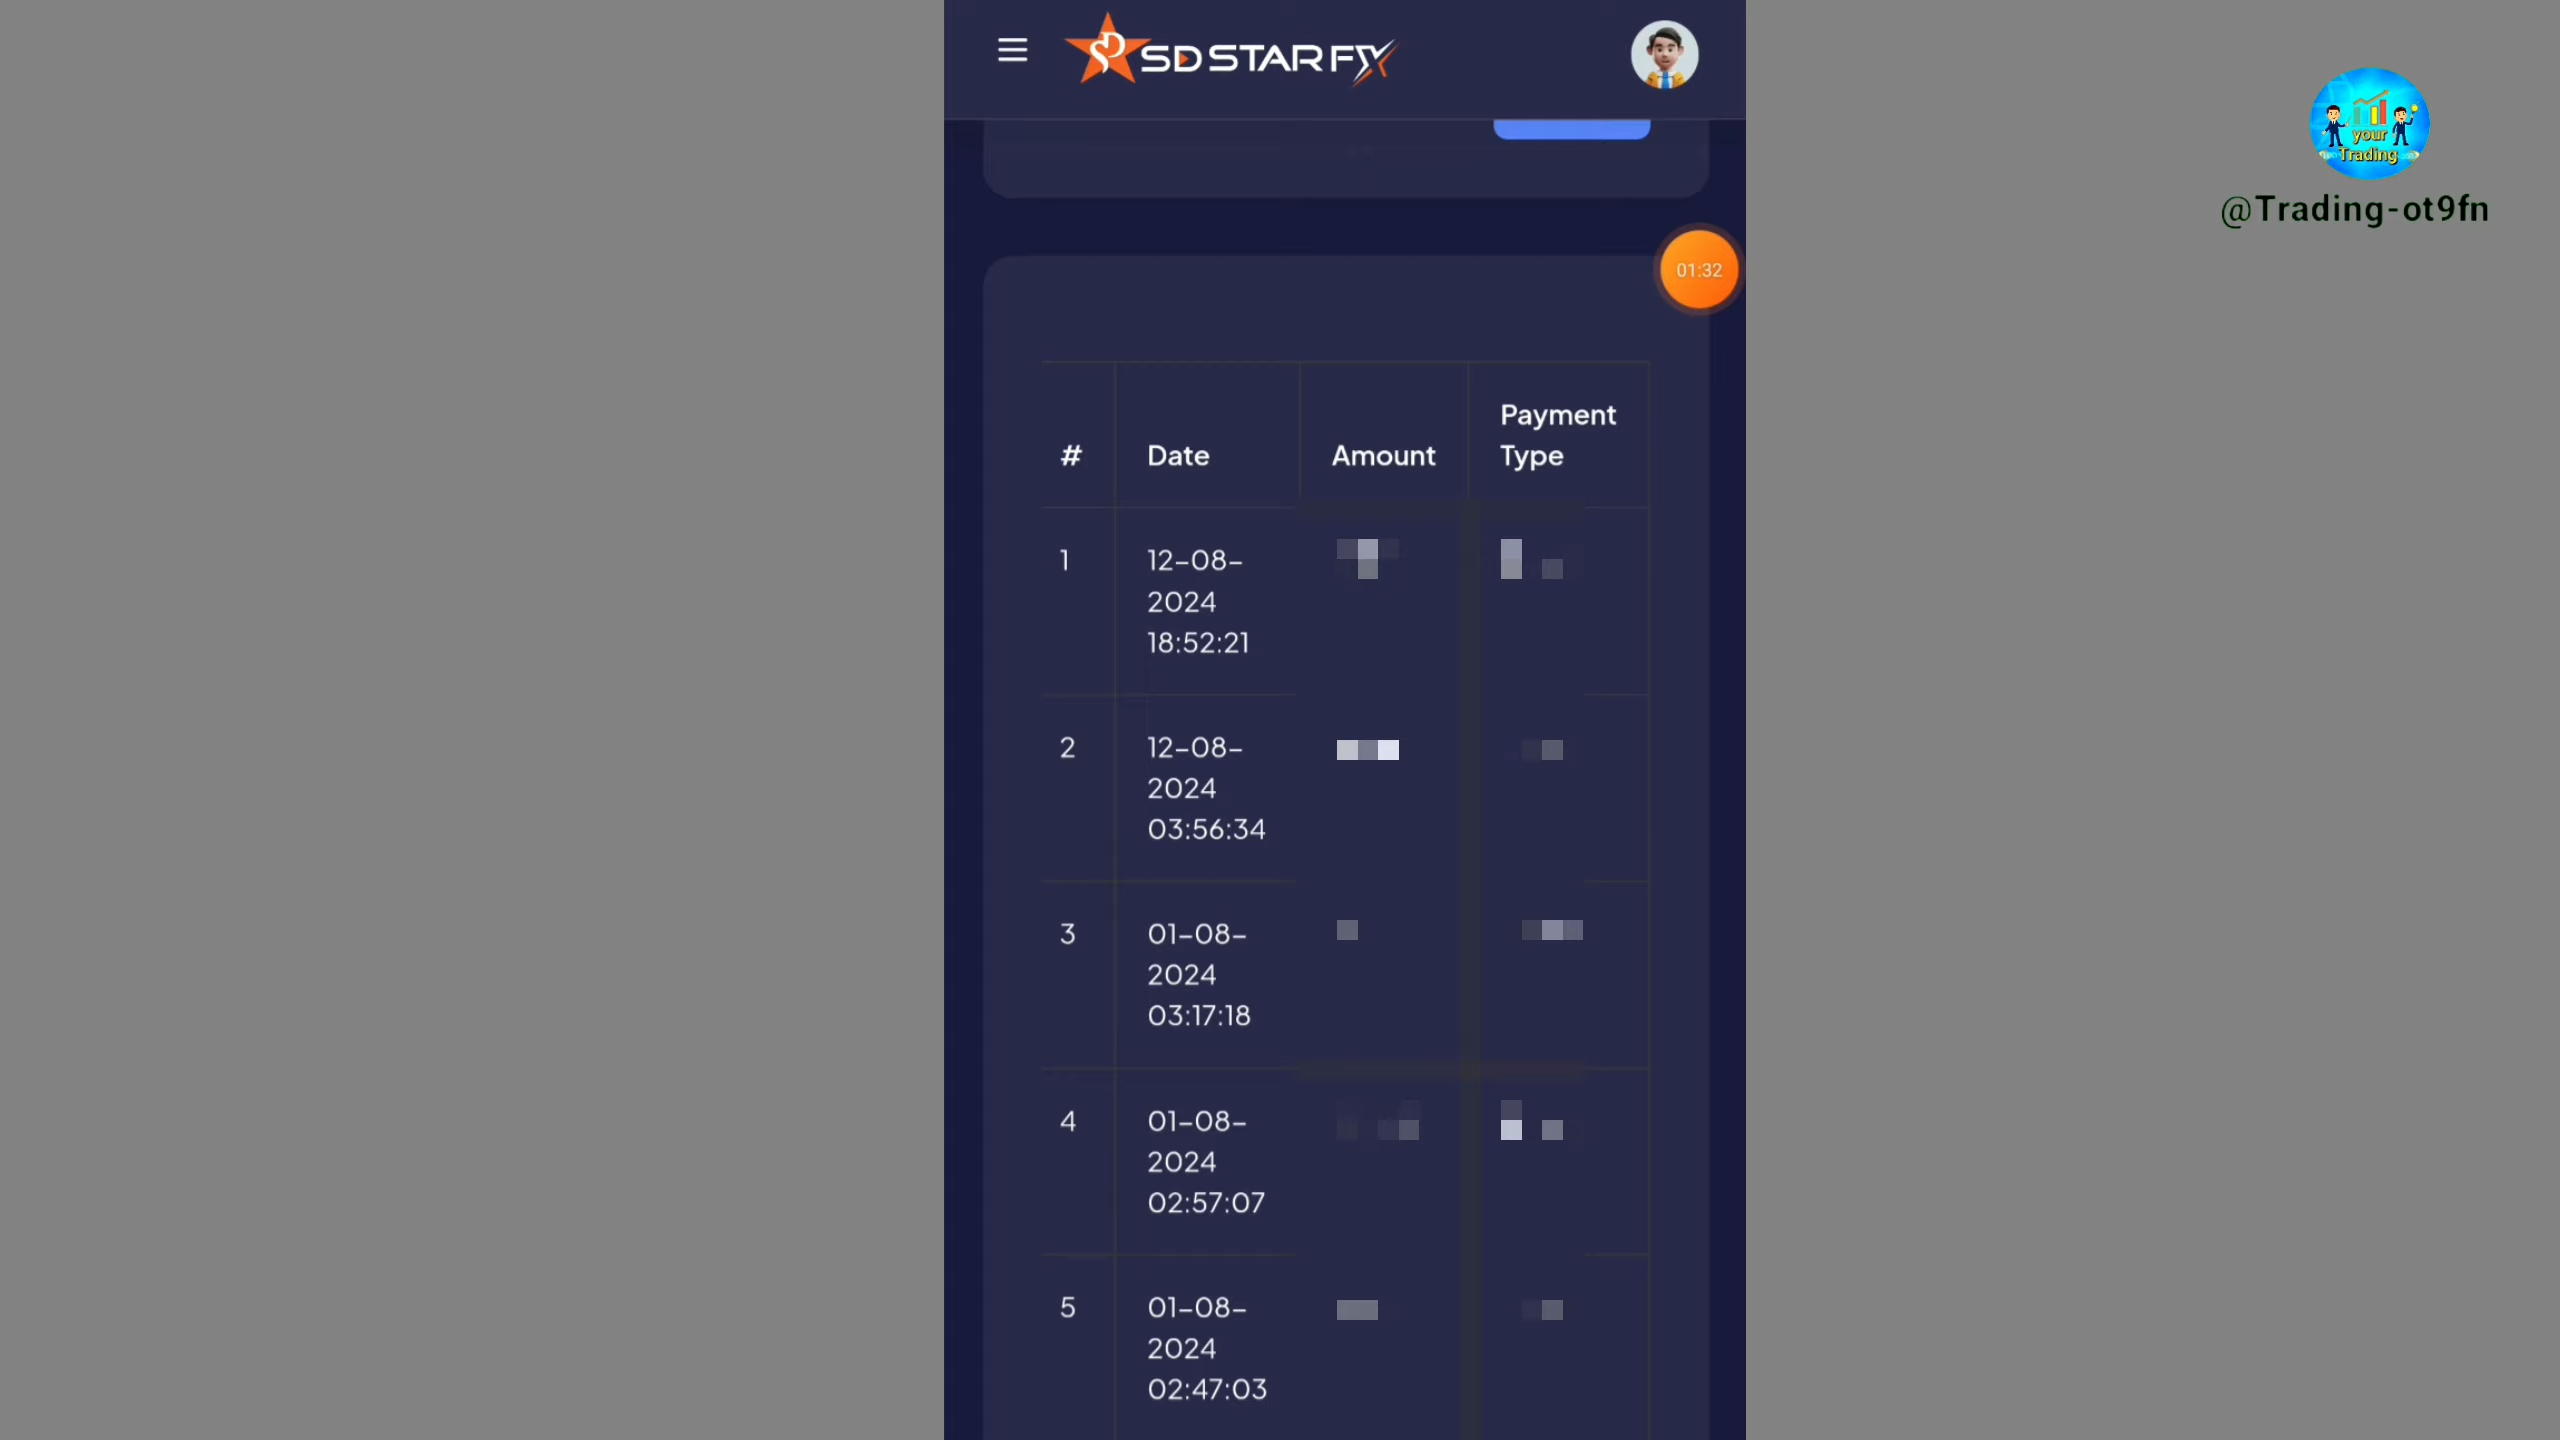 SD STAR FX
your
Trading
@Trading-ot9fn
01:32
# Date Amount Payment Type
1 12-08-2024 18:52:21
2 12-08-2024 03:56:34
3 01-08-2024 03:17:18
4 01-08-2024 02:57:07
5 01-08-2024 02:47:03